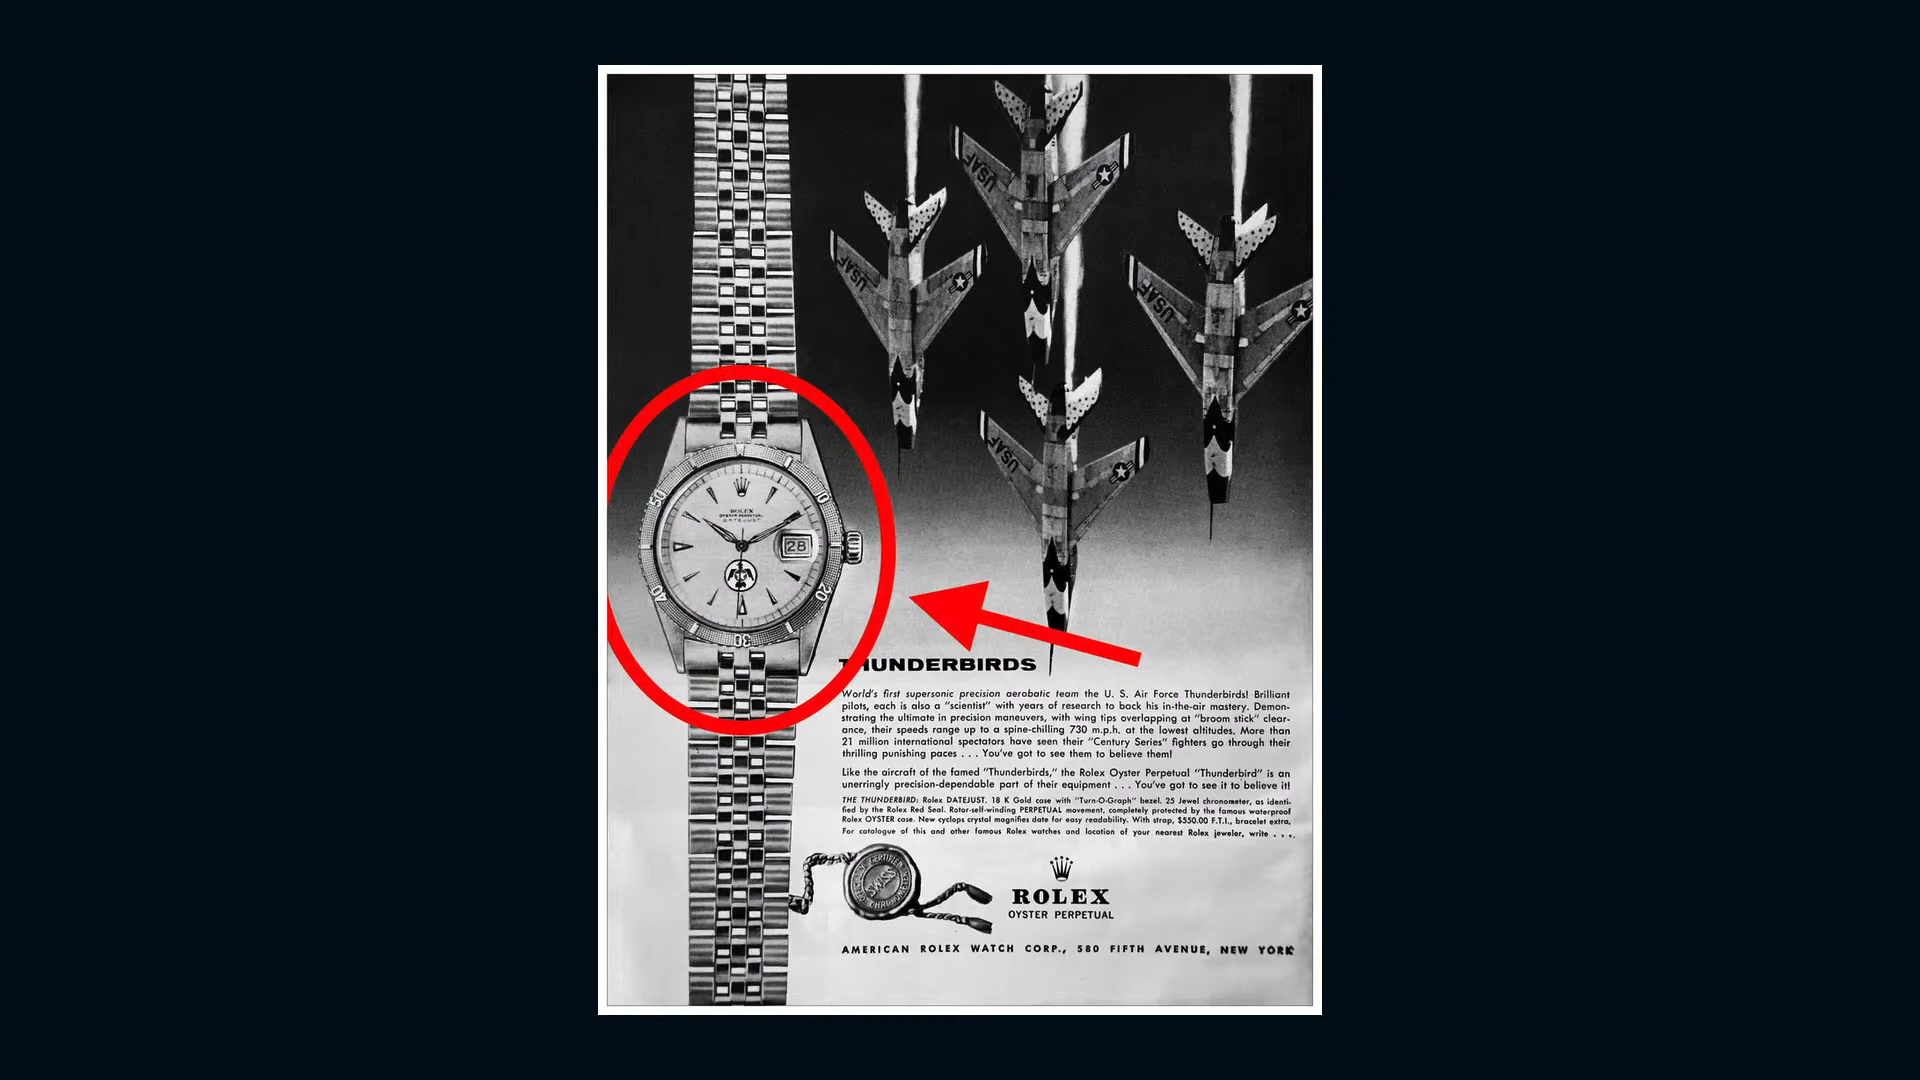 USAF
USAF
USAF
USAF
50
10
ROLEX
OYSTER PERPETUAL
DATEJUST
28
40
20
30
THUNDERBIRDS
World's first supersonic precision aerobatic team the U. S. Air Force Thunderbirds! Brilliant
pilots, each is also a "scientist" with years of research to back his in-the-air mastery. Demon-
strating the ultimate in precision maneuvers, with wing tips overlapping at "broom stick" clear-
ance, their speeds range up to a spine-chilling 730 m.p.h. at the lowest altitudes. More than
21 million international spectators have seen their "Century Series" fighters go through their
thrilling punishing paces . . . You've got to see them to believe them!
Like the aircraft of the famed "Thunderbirds," the Rolex Oyster Perpetual "Thunderbird" is an
unerringly precision-dependable part of their equipment . . . You've got to see it to believe it!
THE THUNDERBIRD: Rolex DATEJUST. 18 K Gold case with "Turn-O-Graph" bezel. 25 Jewel chronometer, as identi-
fied by the Rolex Red Seal. Rotor-self-winding PERPETUAL movement, completely protected by the famous waterproof
Rolex OYSTER case. New cyclops crystal magnifies date for easy readability. With strap, $550.00 F.T.I., bracelet extra.
For catalogue of this and other famous Rolex watches and location of your nearest Rolex jeweler, write . . .
OFFICIALLY CERTIFIED
SWISS
CHRONOMETER
ROLEX
OYSTER PERPETUAL
AMERICAN ROLEX WATCH CORP., 580 FIFTH AVENUE, NEW YORK